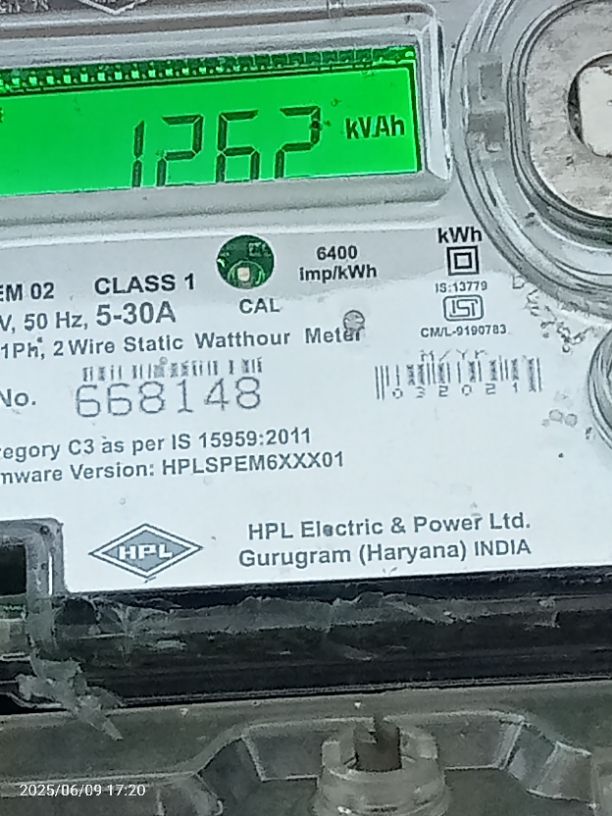 1262 kVAh
kWh
6400
imp/kWh
EM 02 CLASS 1
CAL
IS:13779
V, 50 Hz, 5-30A
CM/L-9190783
1Ph, 2 Wire Static Watthour Meter
M/YR
No. 668148
032021
egory C3 as per IS 15959:2011
mware Version: HPLSPEM6XXX01
HPL
HPL Electric & Power Ltd.
Gurugram (Haryana) INDIA
2025/06/09 17:20